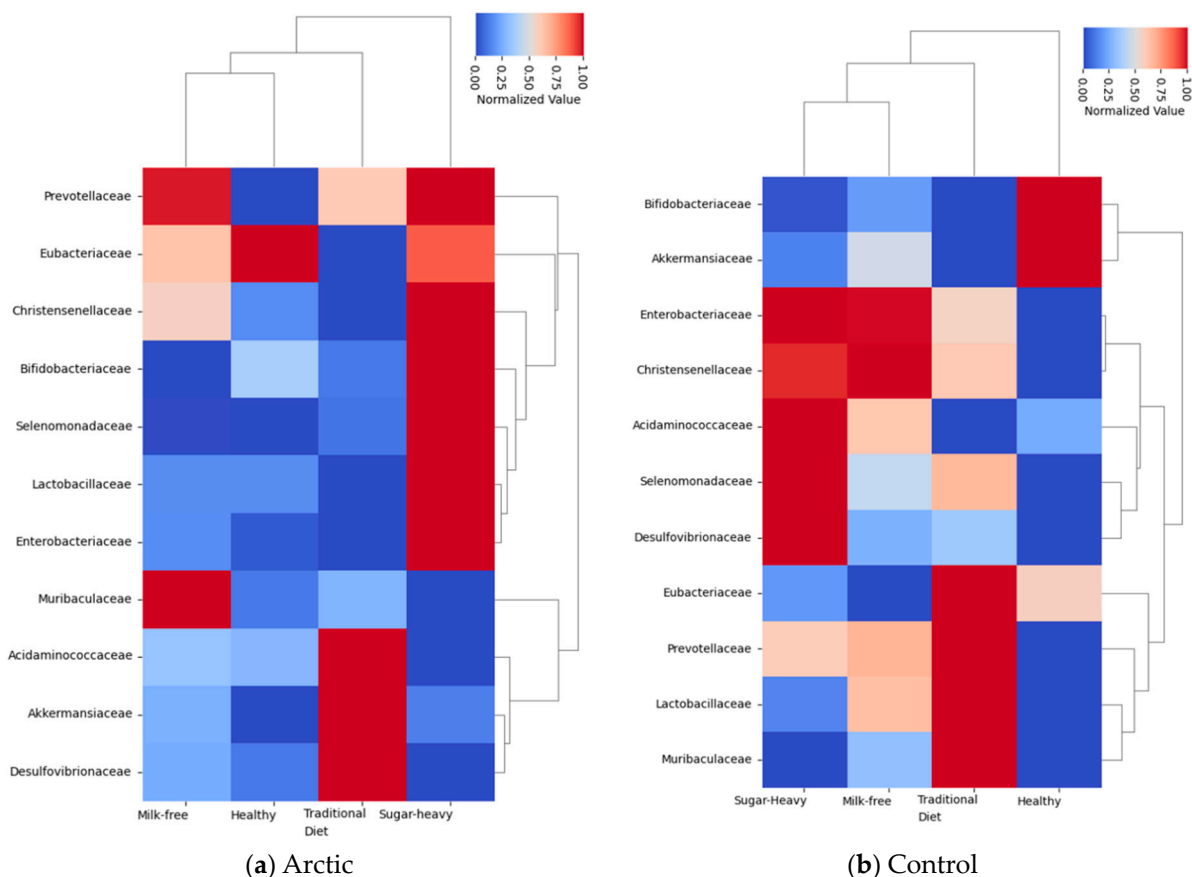 0.00
0.25
0.50
0.75
1.00
Normalized Value
Prevotellaceae
Eubacteriaceae
Christensenellaceae
Bifidobacteriaceae
Selenomonadaceae
Lactobacillaceae
Enterobacteriaceae
Muribaculaceae
Acidaminococcaceae
Akkermansiaceae
Desulfovibrionaceae
Milk-free Healthy Traditional Sugar-heavy
Diet
(a) Arctic
0.00
0.25
0.50
0.75
1.00
Normalized Value
Bifidobacteriaceae
Akkermansiaceae
Enterobacteriaceae
Christensenellaceae
Acidaminococcaceae
Selenomonadaceae
Desulfovibrionaceae
Eubacteriaceae
Prevotellaceae
Lactobacillaceae
Muribaculaceae
Sugar-Heavy Milk-free Traditional Healthy
Diet
(b) Control